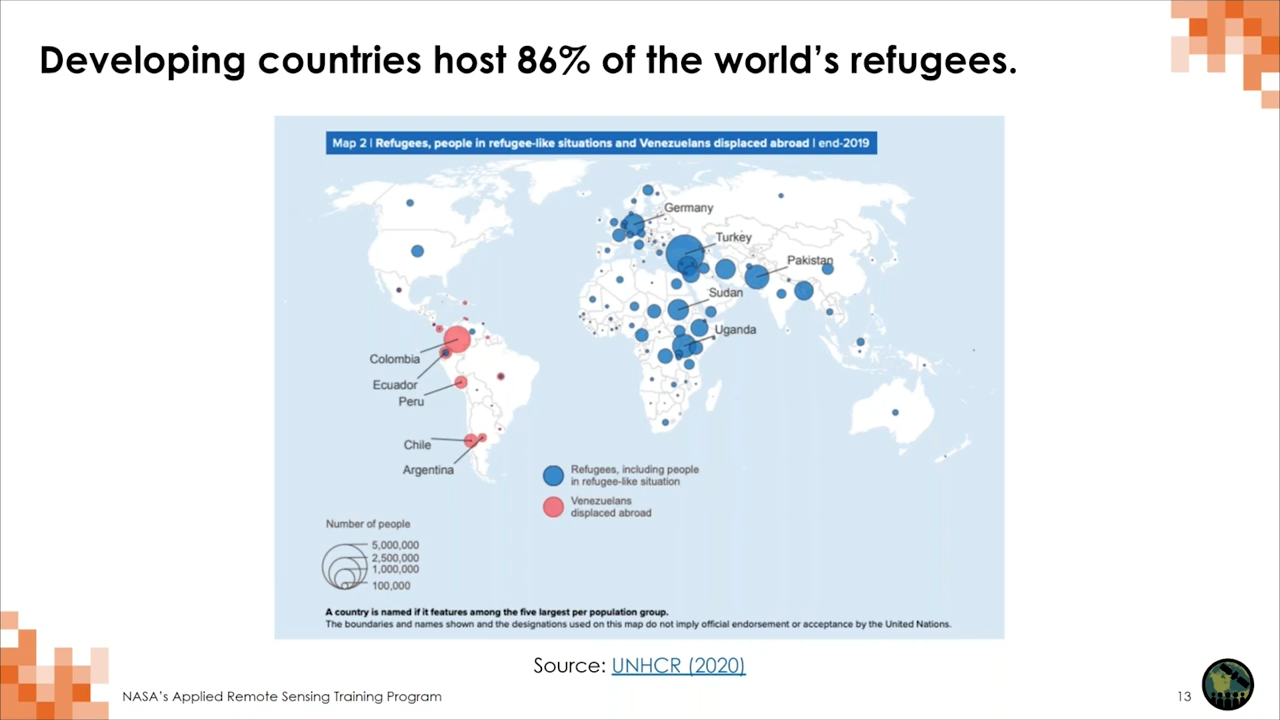 Developing countries host 86% of the world's refugees.
Map 2 | Refugees, people in refugee-like situations and Venezuelans displaced abroad | end-2019
Germany
Turkey
Pakistan
Sudan
Uganda
Colombia
Ecuador
Peru
Chile
Argentina
Refugees, including people
in refugee-like situation
Venezuelans
displaced abroad
Number of people
5,000,000
2,500,000
1,000,000
100,000
A country is named if it features among the five largest per population group.
The boundaries and names shown and the designations used on this map do not imply official endorsement or acceptance by the United Nations.
Source: UNHCR (2020)
NASA's Applied Remote Sensing Training Program
13